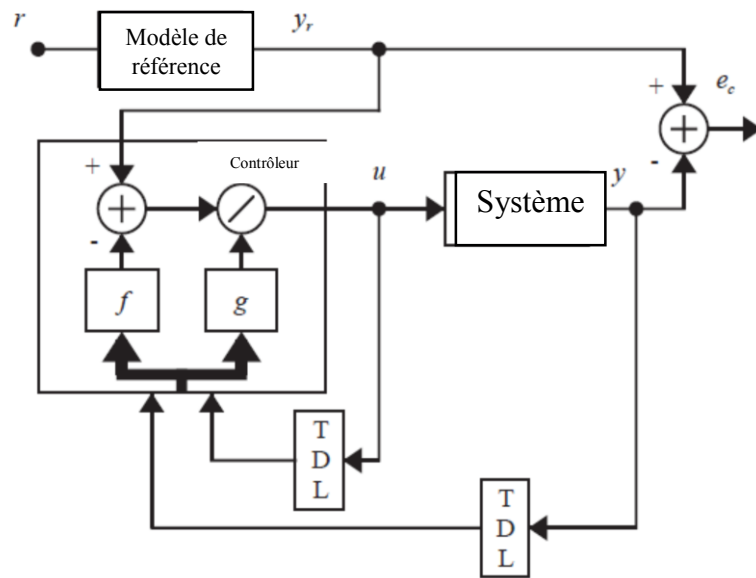 r
Modèle de
référence
y_r
+
e_c
+
-
Contrôleur
+
+
-
u
Système
y
f
g
T
D
L
T
D
L